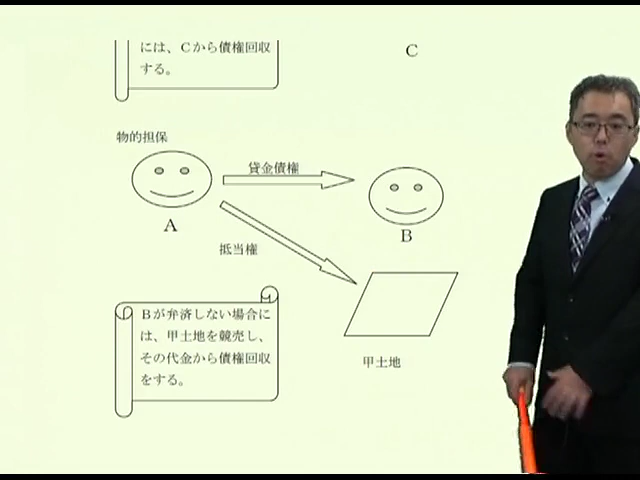 には、Ｃから債権回収
する。
C
物的担保
貸金債権
A
B
抵当権
Ｂが弁済しない場合に
は、甲土地を競売し、
その代金から債権回収
をする。
甲土地